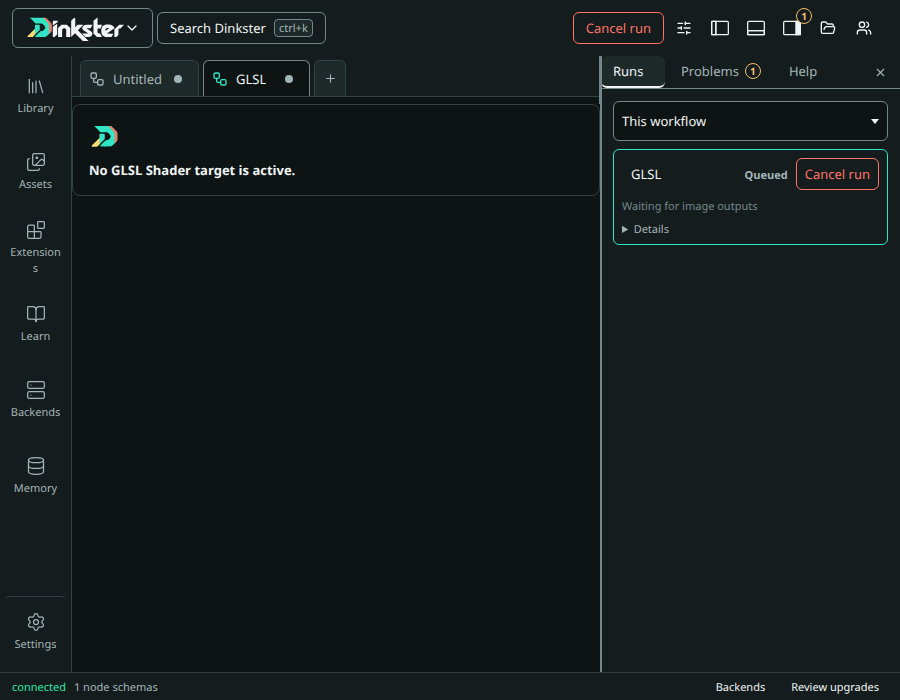 Dinkster
Search Dinkster ctrl+k
Cancel run
1
Library
Assets
Extension
s
Learn
Backends
Memory
Settings
Untitled
GLSL
+
No GLSL Shader target is active.
Runs
Problems 1
Help
This workflow
GLSL
Queued
Cancel run
Waiting for image outputs
Details
connected
1 node schemas
Backends
Review upgrades